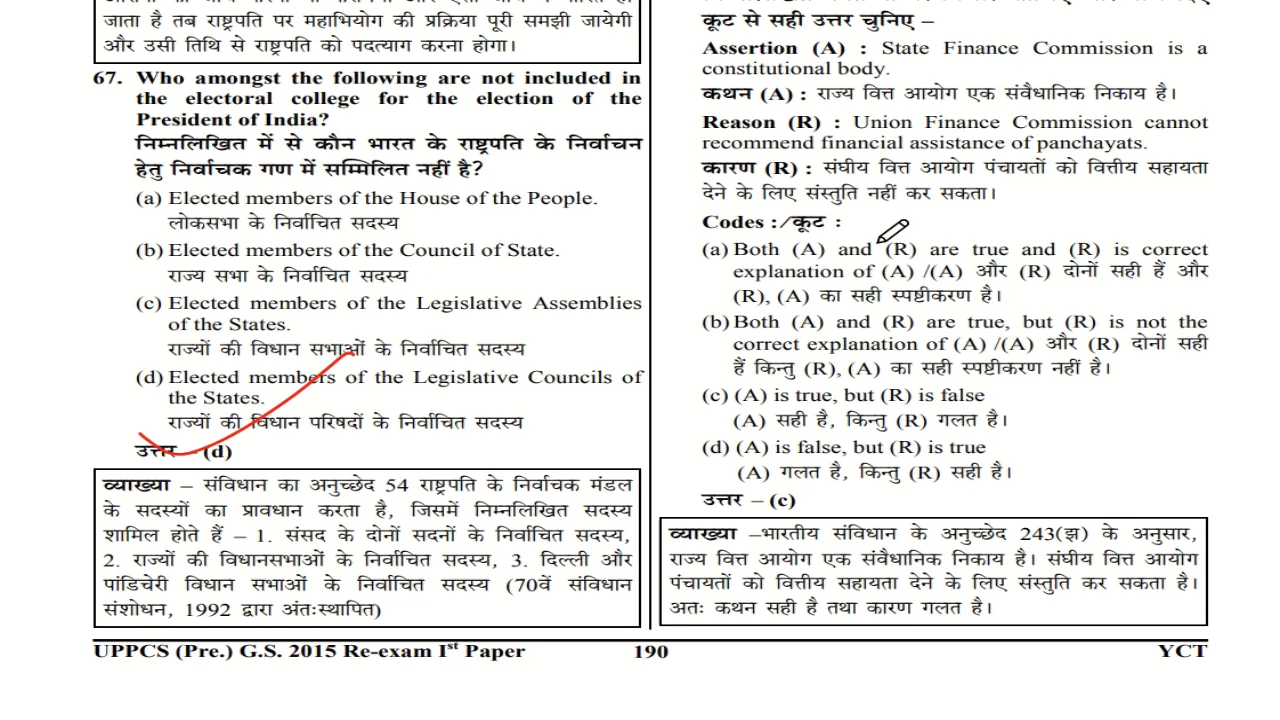 जाता है तब राष्ट्रपति पर महाभियोग की प्रक्रिया पूरी समझी जायेगी
और उसी तिथि से राष्ट्रपति को पदत्याग करना होगा।
67. Who amongst the following are not included in
the electoral college for the election of the
President of India?
निम्नलिखित में से कौन भारत के राष्ट्रपति के निर्वाचन
हेतु निर्वाचक गण में सम्मिलित नहीं है?
(a) Elected members of the House of the People.
लोकसभा के निर्वाचित सदस्य
(b) Elected members of the Council of State.
राज्य सभा के निर्वाचित सदस्य
(c) Elected members of the Legislative Assemblies
of the States.
राज्यों की विधान सभाओं के निर्वाचित सदस्य
(d) Elected members of the Legislative Councils of
the States.
राज्यों की विधान परिषदों के निर्वाचित सदस्य
उत्तर – (d)
व्याख्या – संविधान का अनुच्छेद 54 राष्ट्रपति के निर्वाचक मंडल
के सदस्यों का प्रावधान करता है, जिसमें निम्नलिखित सदस्य
शामिल होते हैं – 1. संसद के दोनों सदनों के निर्वाचित सदस्य,
2. राज्यों की विधानसभाओं के निर्वाचित सदस्य, 3. दिल्ली और
पांडिचेरी विधान सभाओं के निर्वाचित सदस्य (70वें संविधान
संशोधन, 1992 द्वारा अंतःस्थापित)
कूट से सही उत्तर चुनिए –
Assertion (A) : State Finance Commission is a
constitutional body.
कथन (A) : राज्य वित्त आयोग एक संवैधानिक निकाय है।
Reason (R) : Union Finance Commission cannot
recommend financial assistance of panchayats.
कारण (R) : संघीय वित्त आयोग पंचायतों को वित्तीय सहायता
देने के लिए संस्तुति नहीं कर सकता।
Codes :/कूट :
(a) Both (A) and (R) are true and (R) is correct
explanation of (A) /(A) और (R) दोनों सही हैं और
(R), (A) का सही स्पष्टीकरण है।
(b) Both (A) and (R) are true, but (R) is not the
correct explanation of (A) /(A) और (R) दोनों सही
हैं किन्तु (R), (A) का सही स्पष्टीकरण नहीं है।
(c) (A) is true, but (R) is false
(A) सही है, किन्तु (R) गलत है।
(d) (A) is false, but (R) is true
(A) गलत है, किन्तु (R) सही है।
उत्तर – (c)
व्याख्या –भारतीय संविधान के अनुच्छेद 243(झ) के अनुसार,
राज्य वित्त आयोग एक संवैधानिक निकाय है। संघीय वित्त आयोग
पंचायतों को वित्तीय सहायता देने के लिए संस्तुति कर सकता है।
अतः कथन सही है तथा कारण गलत है।
UPPCS (Pre.) G.S. 2015 Re-exam Ist Paper 190 YCT